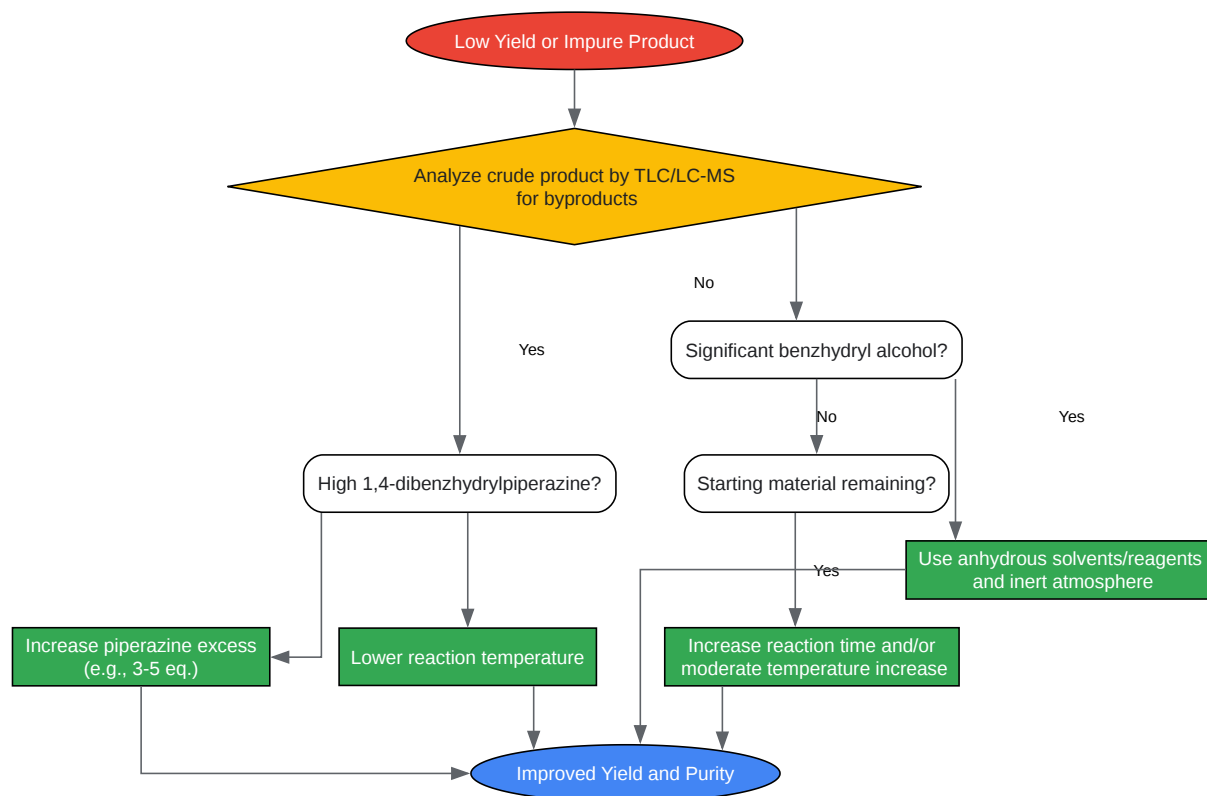 Low Yield or Impure Product
Analyze crude product by TLC/LC-MS
for byproducts
No
Significant benzhydryl alcohol?
Yes
No
Yes
High 1,4-dibenzhydrylpiperazine?
Starting material remaining?
Use anhydrous solvents/reagents
and inert atmosphere
Yes
Increase piperazine excess
(e.g., 3-5 eq.)
Lower reaction temperature
Increase reaction time and/or
moderate temperature increase
Improved Yield and Purity